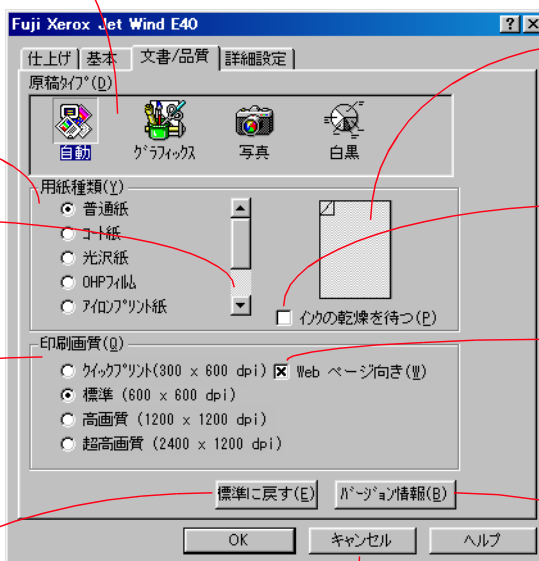 Fuji Xerox Jet Wind E40
仕上げ 基本 文書/品質 詳細設定
原稿ﾀｲﾌﾟ(D)
自動 ｸﾞﾗﾌｨｯｸｽ 写真 白黒
用紙種類(Y)
普通紙
ｺｰﾄ紙
光沢紙
OHPﾌｨﾙﾑ
ｱｲﾛﾝﾌﾟﾘﾝﾄ紙
ｲﾝｸの乾燥を待つ(P)
印刷画質(Q)
ｸｲｯｸﾌﾟﾘﾝﾄ(300 x 600 dpi) Web ページ向き(W)
標準 (600 x 600 dpi)
高画質 (1200 x 1200 dpi)
超高画質 (2400 x 1200 dpi)
標準に戻す(E) ﾊﾞｰｼﾞｮﾝ情報(B)
OK キャンセル ヘルプ